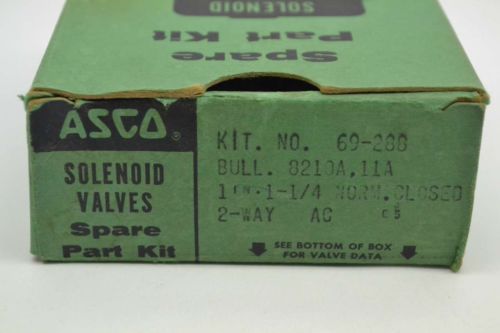 SOLENOID
Spare
Part Kit
ASCO®
SOLENOID
VALVES
Spare
Part Kit
KIT. NO. 69-288
BULL. 8210A,11A
1 1-1/4 NORM.CLOSED
2-WAY AC
SEE BOTTOM OF BOX
FOR VALVE DATA